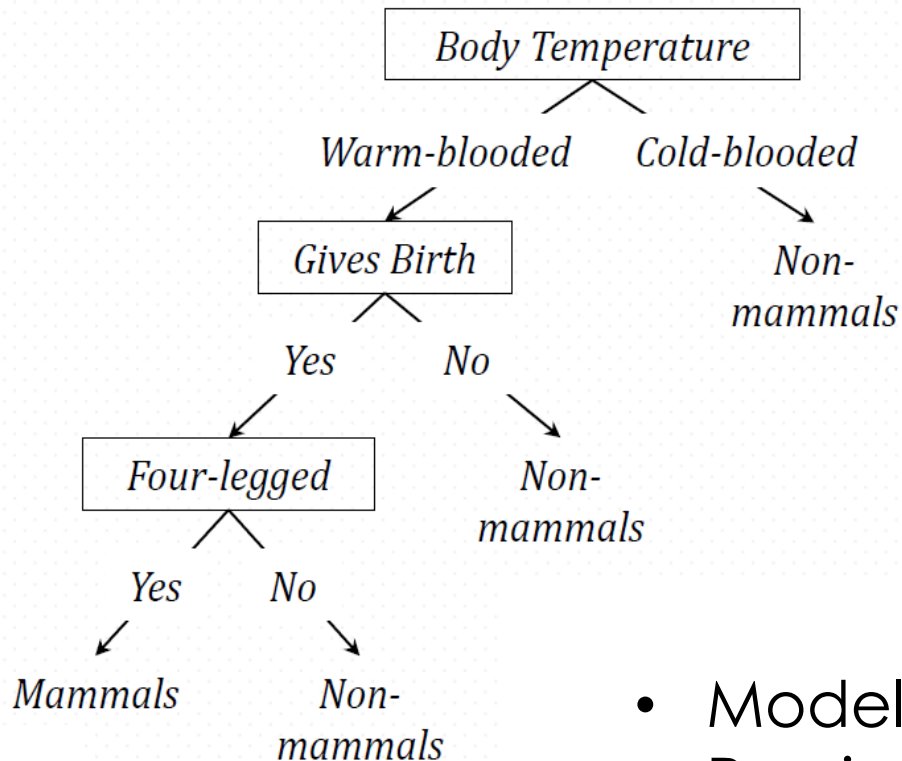 Body Temperature
Warm-blooded Cold-blooded
Gives Birth
Non-
mammals
Yes No
Four-legged
Non-
mammals
Yes No
Mammals
Non-
mammals
• Model